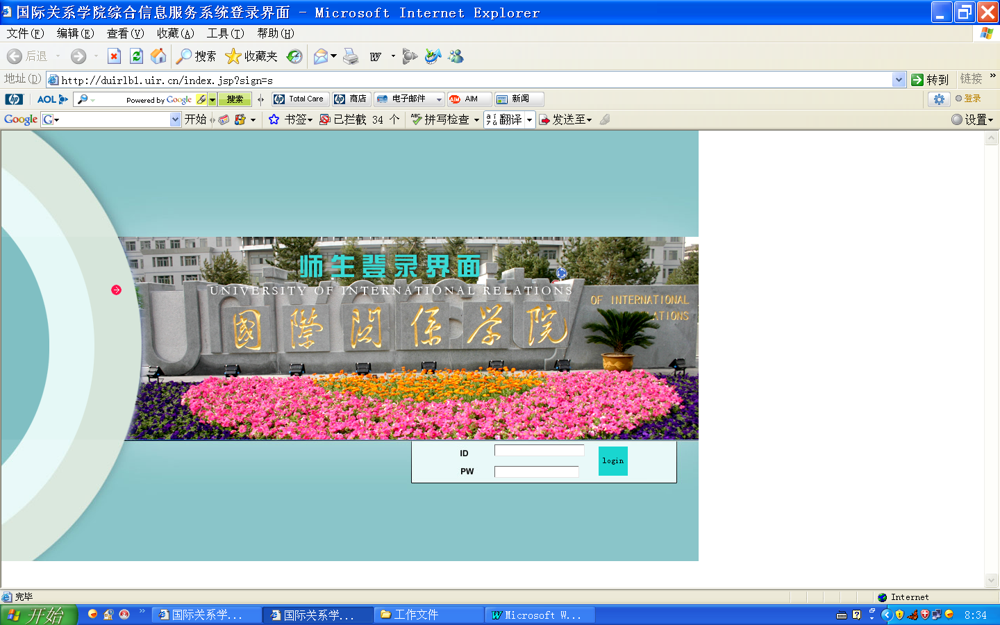 国际关系学院综合信息服务系统登录界面 - Microsoft Internet Explorer
文件(F) 编辑(E) 查看(V) 收藏(A) 工具(T) 帮助(H)
后退 搜索 收藏夹 W
地址(D) http://duirlb1.uir.cn/index.jsp?sign=s 转到 链接 »
hp AOL Powered by Google 搜索 hp Total Care hp 商店 电子邮件 AIM AIM 新闻 登录
Google G 开始 书签 已拦截 34 个 ABC 拼写检查 翻译 发送至 设置
师生登录界面
UNIVERSITY OF INTERNATIONAL RELATIONS
OF INTERNATIONAL
ATIONS
國際関係学院
ID
login
PW
完毕 Internet
开始 » 国际关系学... 国际关系学... 工作文件 W Microsoft W... 8:34